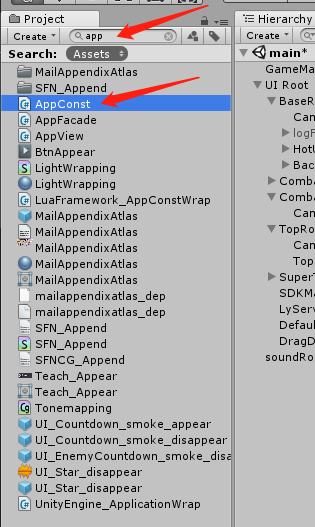 Project
Hierarchy
Create
app
Create
Search: Assets
MailAppendixAtlas
SFN_Append
AppConst
AppFacade
AppView
BtnAppear
LightWrapping
LightWrapping
LuaFramework_AppConstWrap
MailAppendixAtlas
MailAppendixAtlas
MailAppendixAtlas
MailAppendixAtlas
MailAppendixAtlas
mailappendixatlas_dep
mailappendixatlas_dep
SFN_Append
SFN_Append
SFNCG_Append
Teach_Appear
Teach_Appear
Tonemapping
UI_Countdown_smoke_appear
UI_Countdown_smoke_disappear
UI_EnemyCountdown_smoke_disa
UI_Star_disappear
UI_Star_disappear
UnityEngine_ApplicationWrap
main*
GameMa
UI Root
BaseR
Can
logF
HotU
Bac
Comba
Comba
Can
TopRo
Can
Top
SuperT
SDKMa
LyServ
Defaul
DragD
soundRo